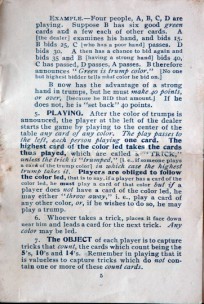 EXAMPLE.—Four people, A, B, C, D are
playing. Suppose B has six good green
cards and a few each of other cards. A
[the dealer] examines his hand, and bids 15.
B bids 25. C [who has a poor hand] passes. D
bids 30. A then has a chance to bid again and
bids 35 and B [having a strong hand] bids 40.
C has passed, D passes, A passes. B therefore
announces "Green is trump color." [No one
had highest bidder to tell what color he bid on.]
B now has the advantage of a strong
hand in trumps, but he must make 40 points,
or over, [because he BID that amount.] If he
does not, he is "set back" 40 points.
5. PLAYING. After the color of trumps is
announced, the player at the left of the dealer
starts the game by playing to the center of the
table any card of any color. The play passes to
the left, each person playing one card. The
highest card of the color led takes the cards
thus played, which are called a "TRICK,"
unless the trick is "trumped," (i. e., if someone plays
a card of the trump color) in which case the highest
trump takes it. Players are obliged to follow
the color led, that is to say, if a player has a card of
the color led, he must play a card of that color but if a
player does not have a card of the color led, he
may either "throw away," i. e., play a card of
any other color, or, if he wishes to do so, he may
play a trump.
6. Whoever takes a trick, places it face down
near him and leads a card for the next trick. Any
color may be led.
7. The OBJECT of each player is to capture
tricks that count, the cards which count being the
5's, 10's and 14's. Remember in playing that it
is valueless to capture tricks which do not con-
tain one or more of these count cards.
5